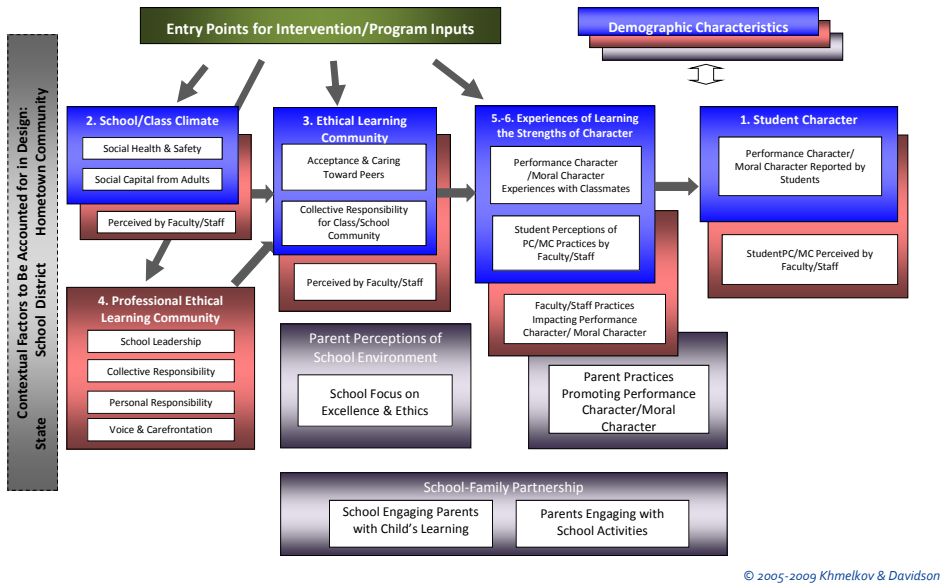 Entry Points for Intervention/Program Inputs
Demographic Characteristics
Contextual Factors to Be Accounted for in Design:
State School District Hometown Community
2. School/Class Climate
Social Health & Safety
Social Capital from Adults
Perceived by Faculty/Staff
3. Ethical Learning
Community
Acceptance & Caring
Toward Peers
Collective Responsibility
for Class/School
Community
Perceived by Faculty/Staff
5.-6. Experiences of Learning
the Strengths of Character
Performance Character
/Moral Character
Experiences with Classmates
Student Perceptions of
PC/MC Practices by
Faculty/Staff
Faculty/Staff Practices
Impacting Performance
Character/ Moral Character
1. Student Character
Performance Character/
Moral Character Reported by
Students
StudentPC/MC Perceived by
Faculty/Staff
4. Professional Ethical
Learning Community
School Leadership
Collective Responsibility
Personal Responsibility
Voice & Carefrontation
Parent Perceptions of
School Environment
School Focus on
Excellence & Ethics
Parent Practices
Promoting Performance
Character/Moral
Character
School-Family Partnership
School Engaging Parents
with Child's Learning
Parents Engaging with
School Activities
© 2005-2009 Khmelkov & Davidson